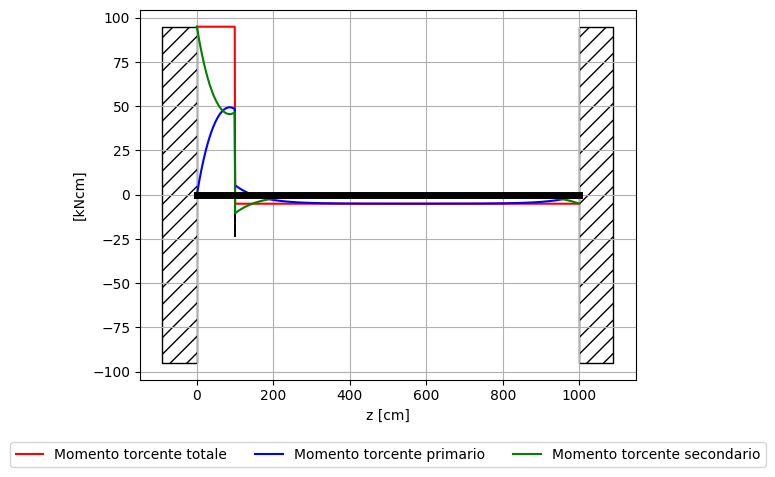 100
75
50
25
0
−25
−50
−75
−100
[kNcm]
0 200 400 600 800 1000
z [cm]
Momento torcente totale Momento torcente primario Momento torcente secondario